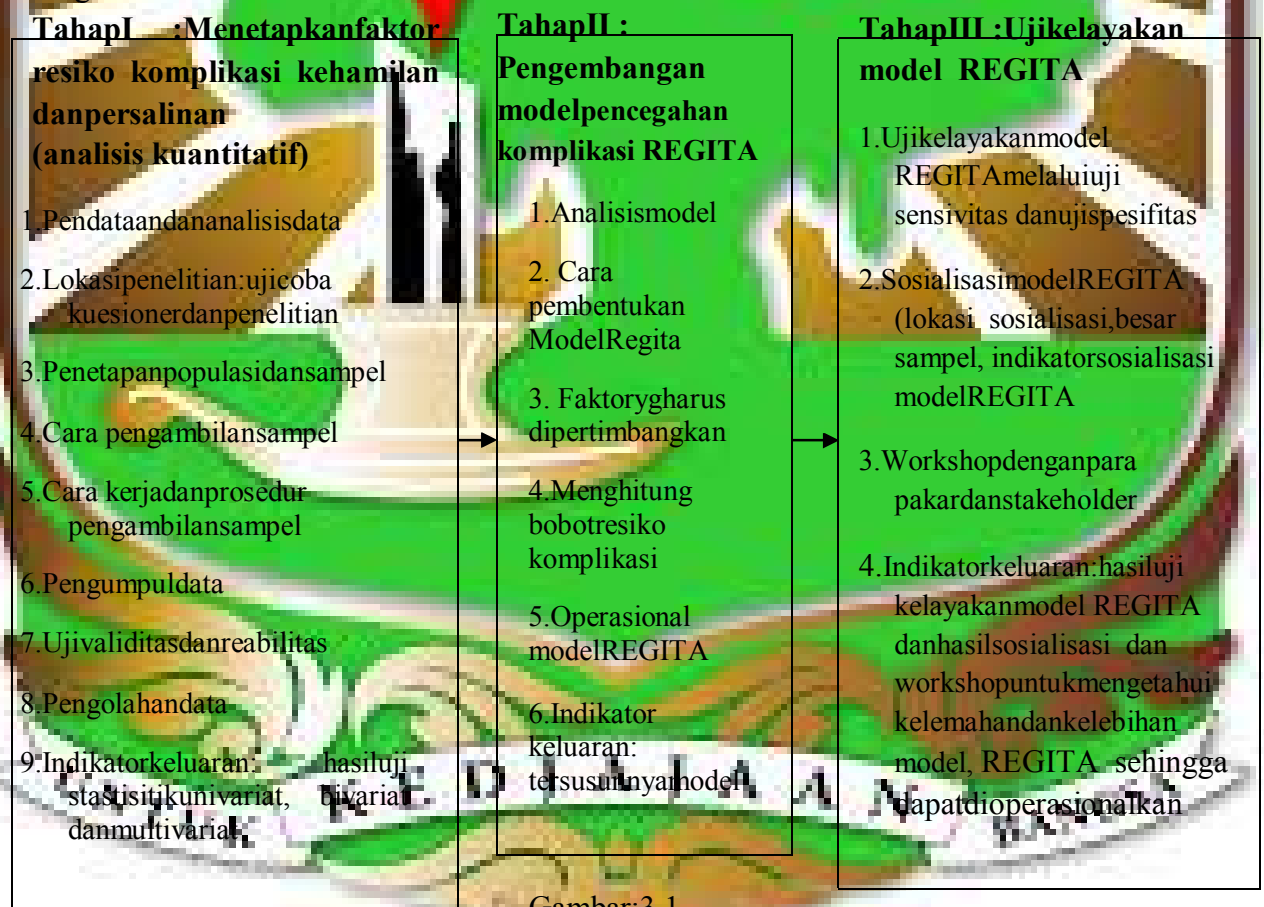 TahapI :Menetapkanfaktor
resiko komplikasi kehamilan
danpersalinan
(analisis kuantitatif)
1.Pendataandananalisisdata
2.Lokasipenelitian:ujicoba
kuesionerdanpenelitian
3.Penetapanpopulasidansampel
4.Cara pengambilansampel
5.Cara kerjadanprosedur
pengambilansampel
6.Pengumpuldata
7.Ujivaliditasdanreabilitas
8.Pengolahandata
9.Indikatorkeluaran: hasiluji
stastisitikunivariat, bivariat
danmultivariat.
TahapII :
Pengembangan
modelpencegahan
komplikasi REGITA
1.Analisismodel
2. Cara
pembentukan
ModelRegita
3. Faktorygharus
dipertimbangkan
4.Menghitung
bobotresiko
komplikasi
5.Operasional
modelREGITA
6.Indikator
keluaran:
tersusunnyamodel
TahapIII :Ujikelayakan
model REGITA
1.Ujikelayakanmodel
REGITAmelaluiuji
sensivitas danujispesifitas
2.SosialisasimodelREGITA
(lokasi sosialisasi,besar
sampel, indikatorsosialisasi
modelREGITA
3.Workshopdenganpara
pakardanstakeholder
4.Indikatorkeluaran:hasiluji
kelayakanmodel REGITA
danhasilsosialisasi dan
workshopuntukmengetahui
kelemahandankelebihan
model, REGITA sehingga
dapatdioperasionalkan
Gambar:3.1